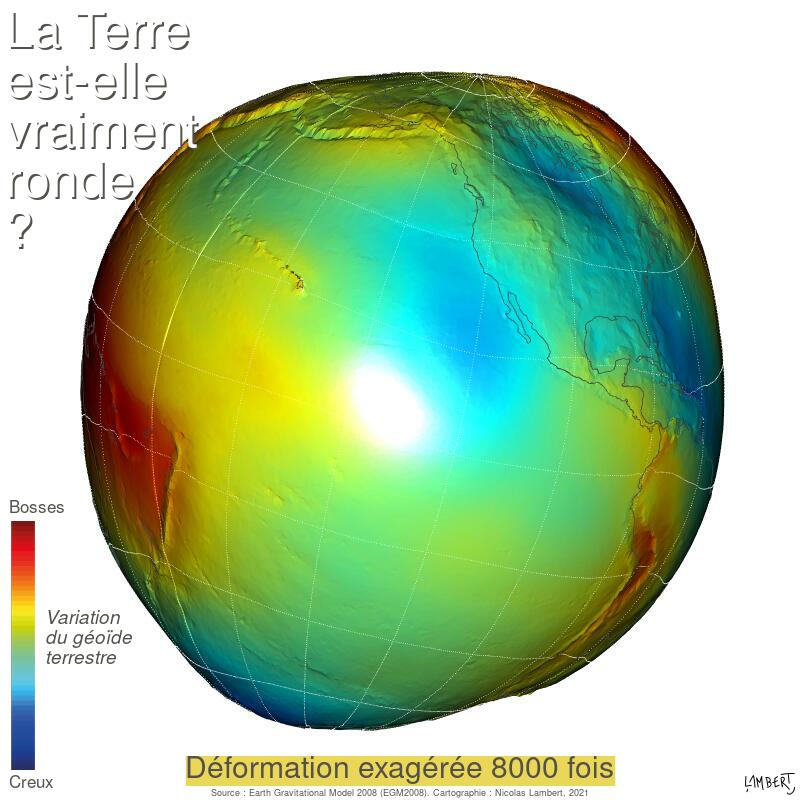 La Terre
est-elle
vraiment
ronde
?
Bosses
Variation
du géoïde
terrestre
Creux
Déformation exagérée 8000 fois
Source : Earth Gravitational Model 2008 (EGM2008). Cartographie : Nicolas Lambert, 2021
LAMBERT